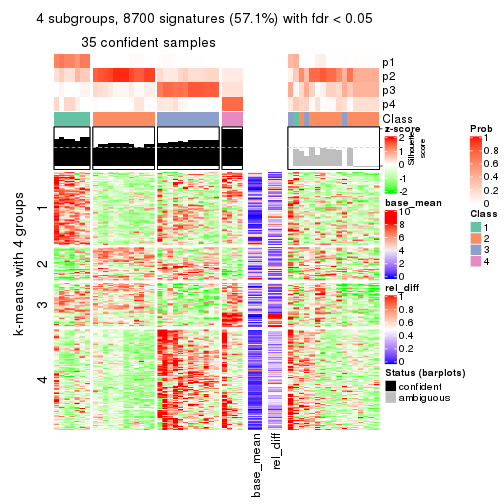 4 subgroups, 8700 signatures (57.1%) with fdr < 0.05
35 confident samples
p1
p2
p3
p4
Class
z-score
2
1
0
-1
-2
Silhouette
score
Prob
1
0.8
0.6
0.4
0.2
0
base_mean
10
8
6
4
2
0
Class
1
2
3
4
rel_diff
1
0.8
0.6
0.4
0.2
0
Status (barplots)
confident
ambiguous
k-means with 4 groups
1
2
3
4
base_mean
rel_diff